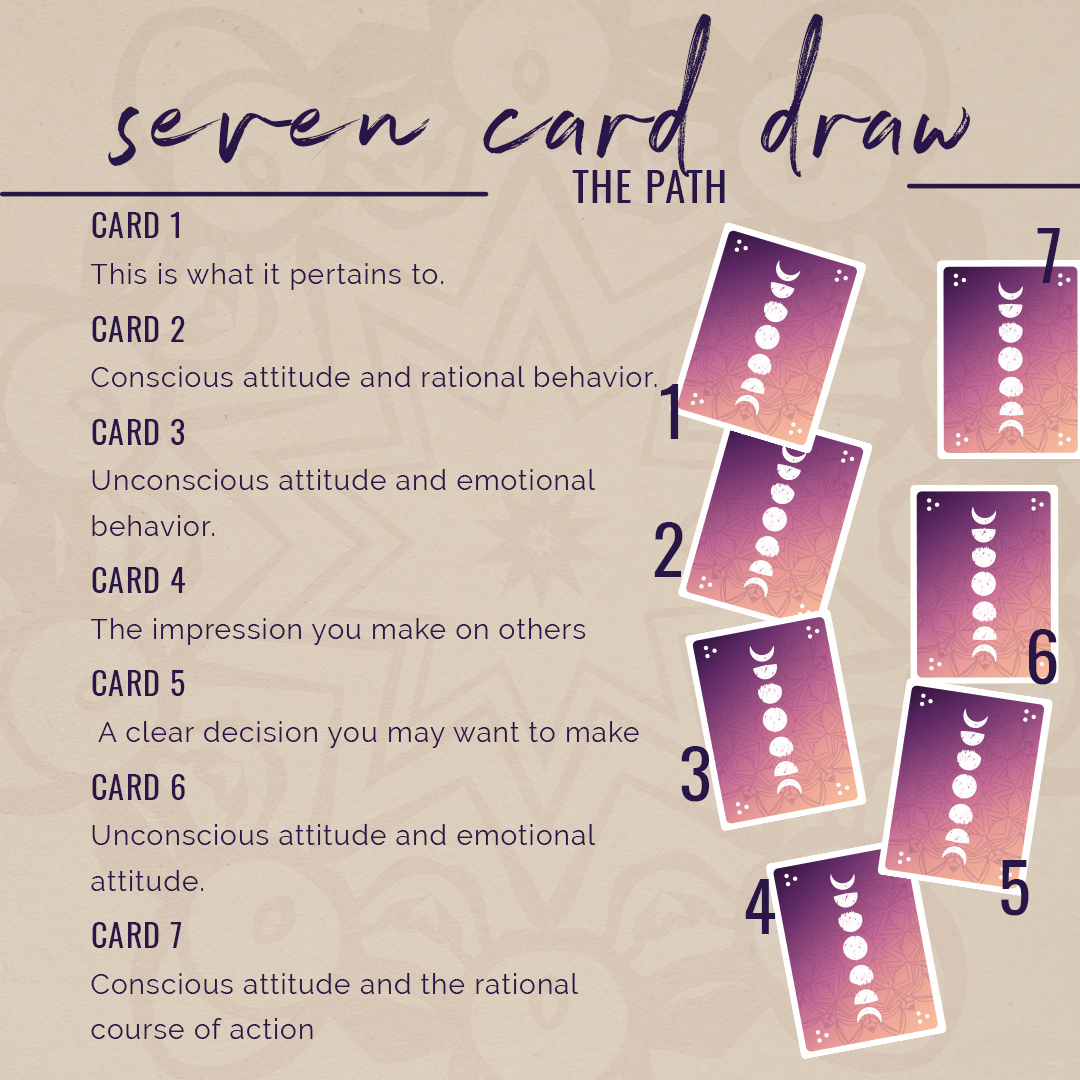 seven card draw
THE PATH
CARD 1
This is what it pertains to.
CARD 2
Conscious attitude and rational behavior.
CARD 3
Unconscious attitude and emotional
behavior.
CARD 4
The impression you make on others
CARD 5
A clear decision you may want to make
CARD 6
Unconscious attitude and emotional
attitude.
CARD 7
Conscious attitude and the rational
course of action
1
2
3
4
5
6
7